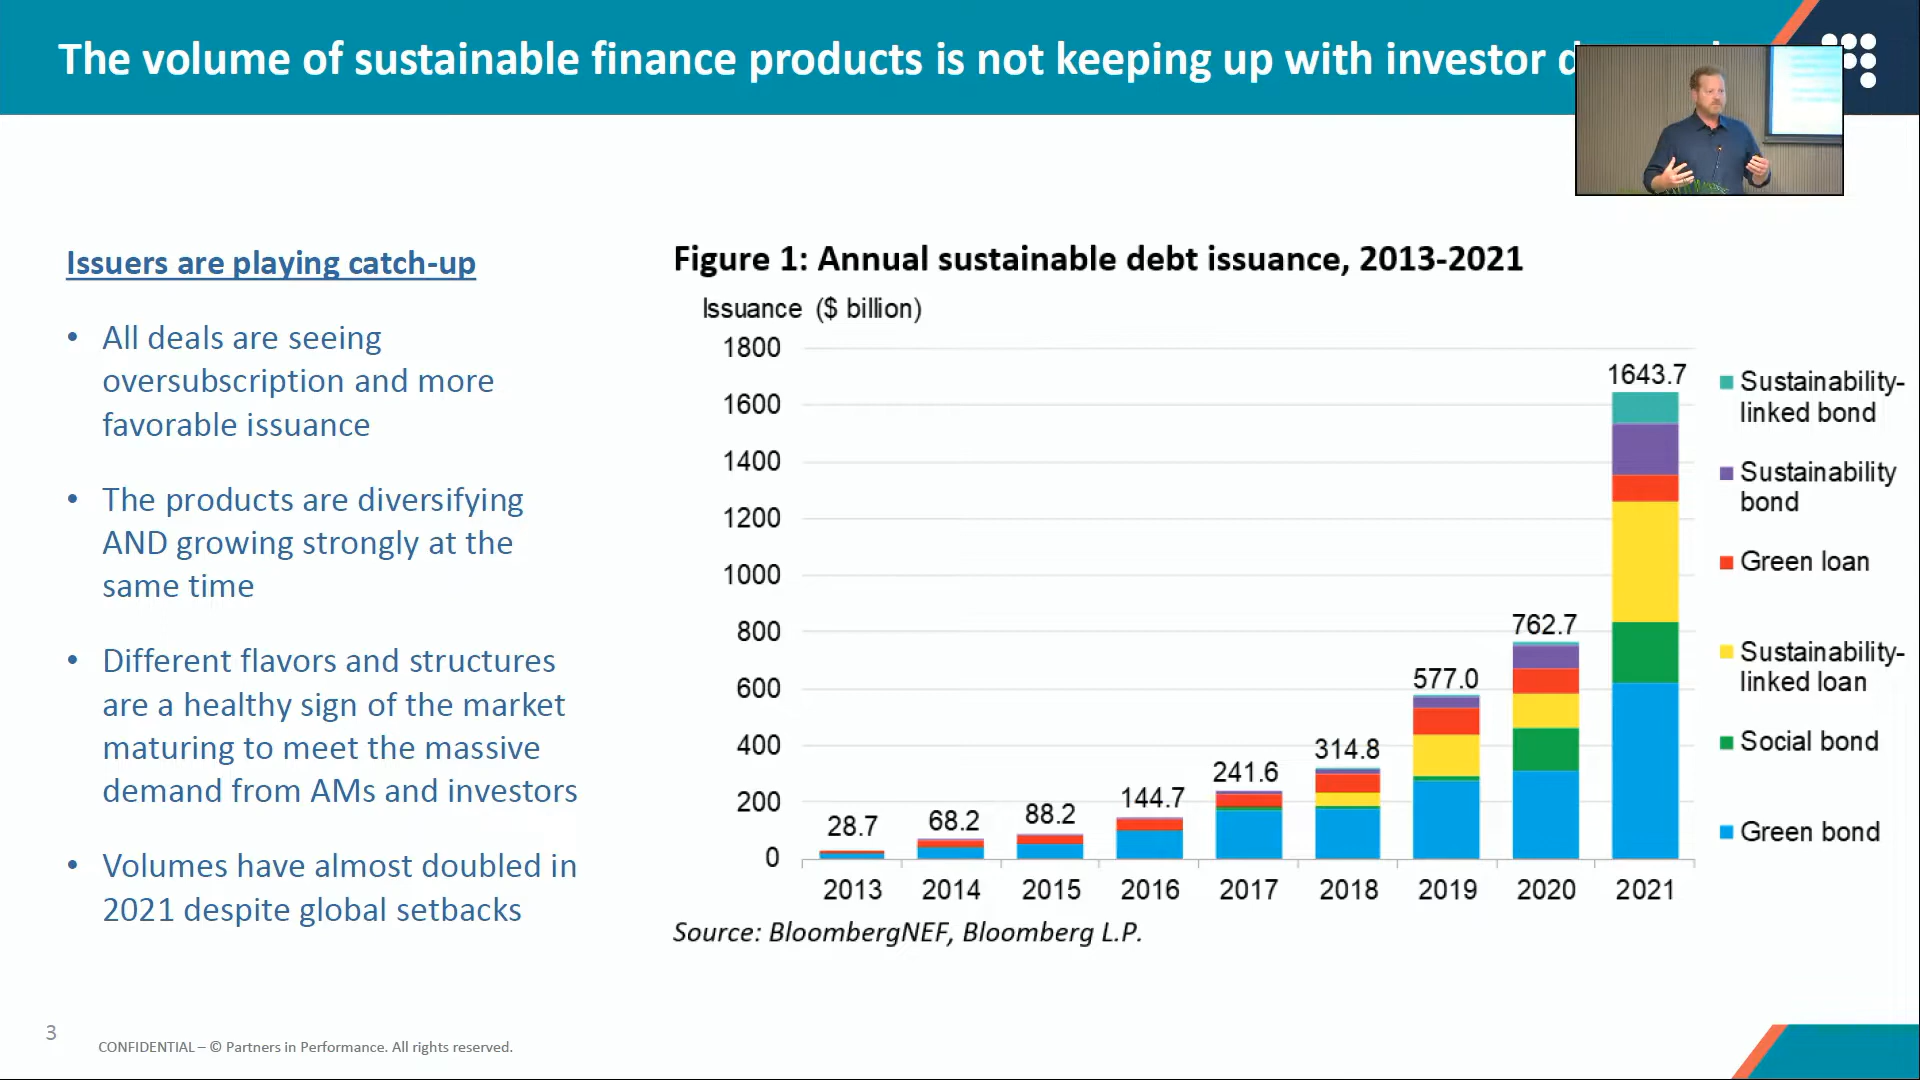 The volume of sustainable finance products is not keeping up with investor
Issuers are playing catch-up
• All deals are seeing
oversubscription and more
favorable issuance
• The products are diversifying
AND growing strongly at the
same time
• Different flavors and structures
are a healthy sign of the market
maturing to meet the massive
demand from AMs and investors
• Volumes have almost doubled in
2021 despite global setbacks
Figure 1: Annual sustainable debt issuance, 2013-2021
Issuance ($ billion)
1800
1600
1400
1200
1000
800
600
400
200
0
28.7
68.2
88.2
144.7
241.6
314.8
577.0
762.7
1643.7
2013 2014 2015 2016 2017 2018 2019 2020 2021
Sustainability-
linked bond
Sustainability
bond
Green loan
Sustainability-
linked loan
Social bond
Green bond
Source: BloombergNEF, Bloomberg L.P.
3
CONFIDENTIAL – © Partners in Performance. All rights reserved.